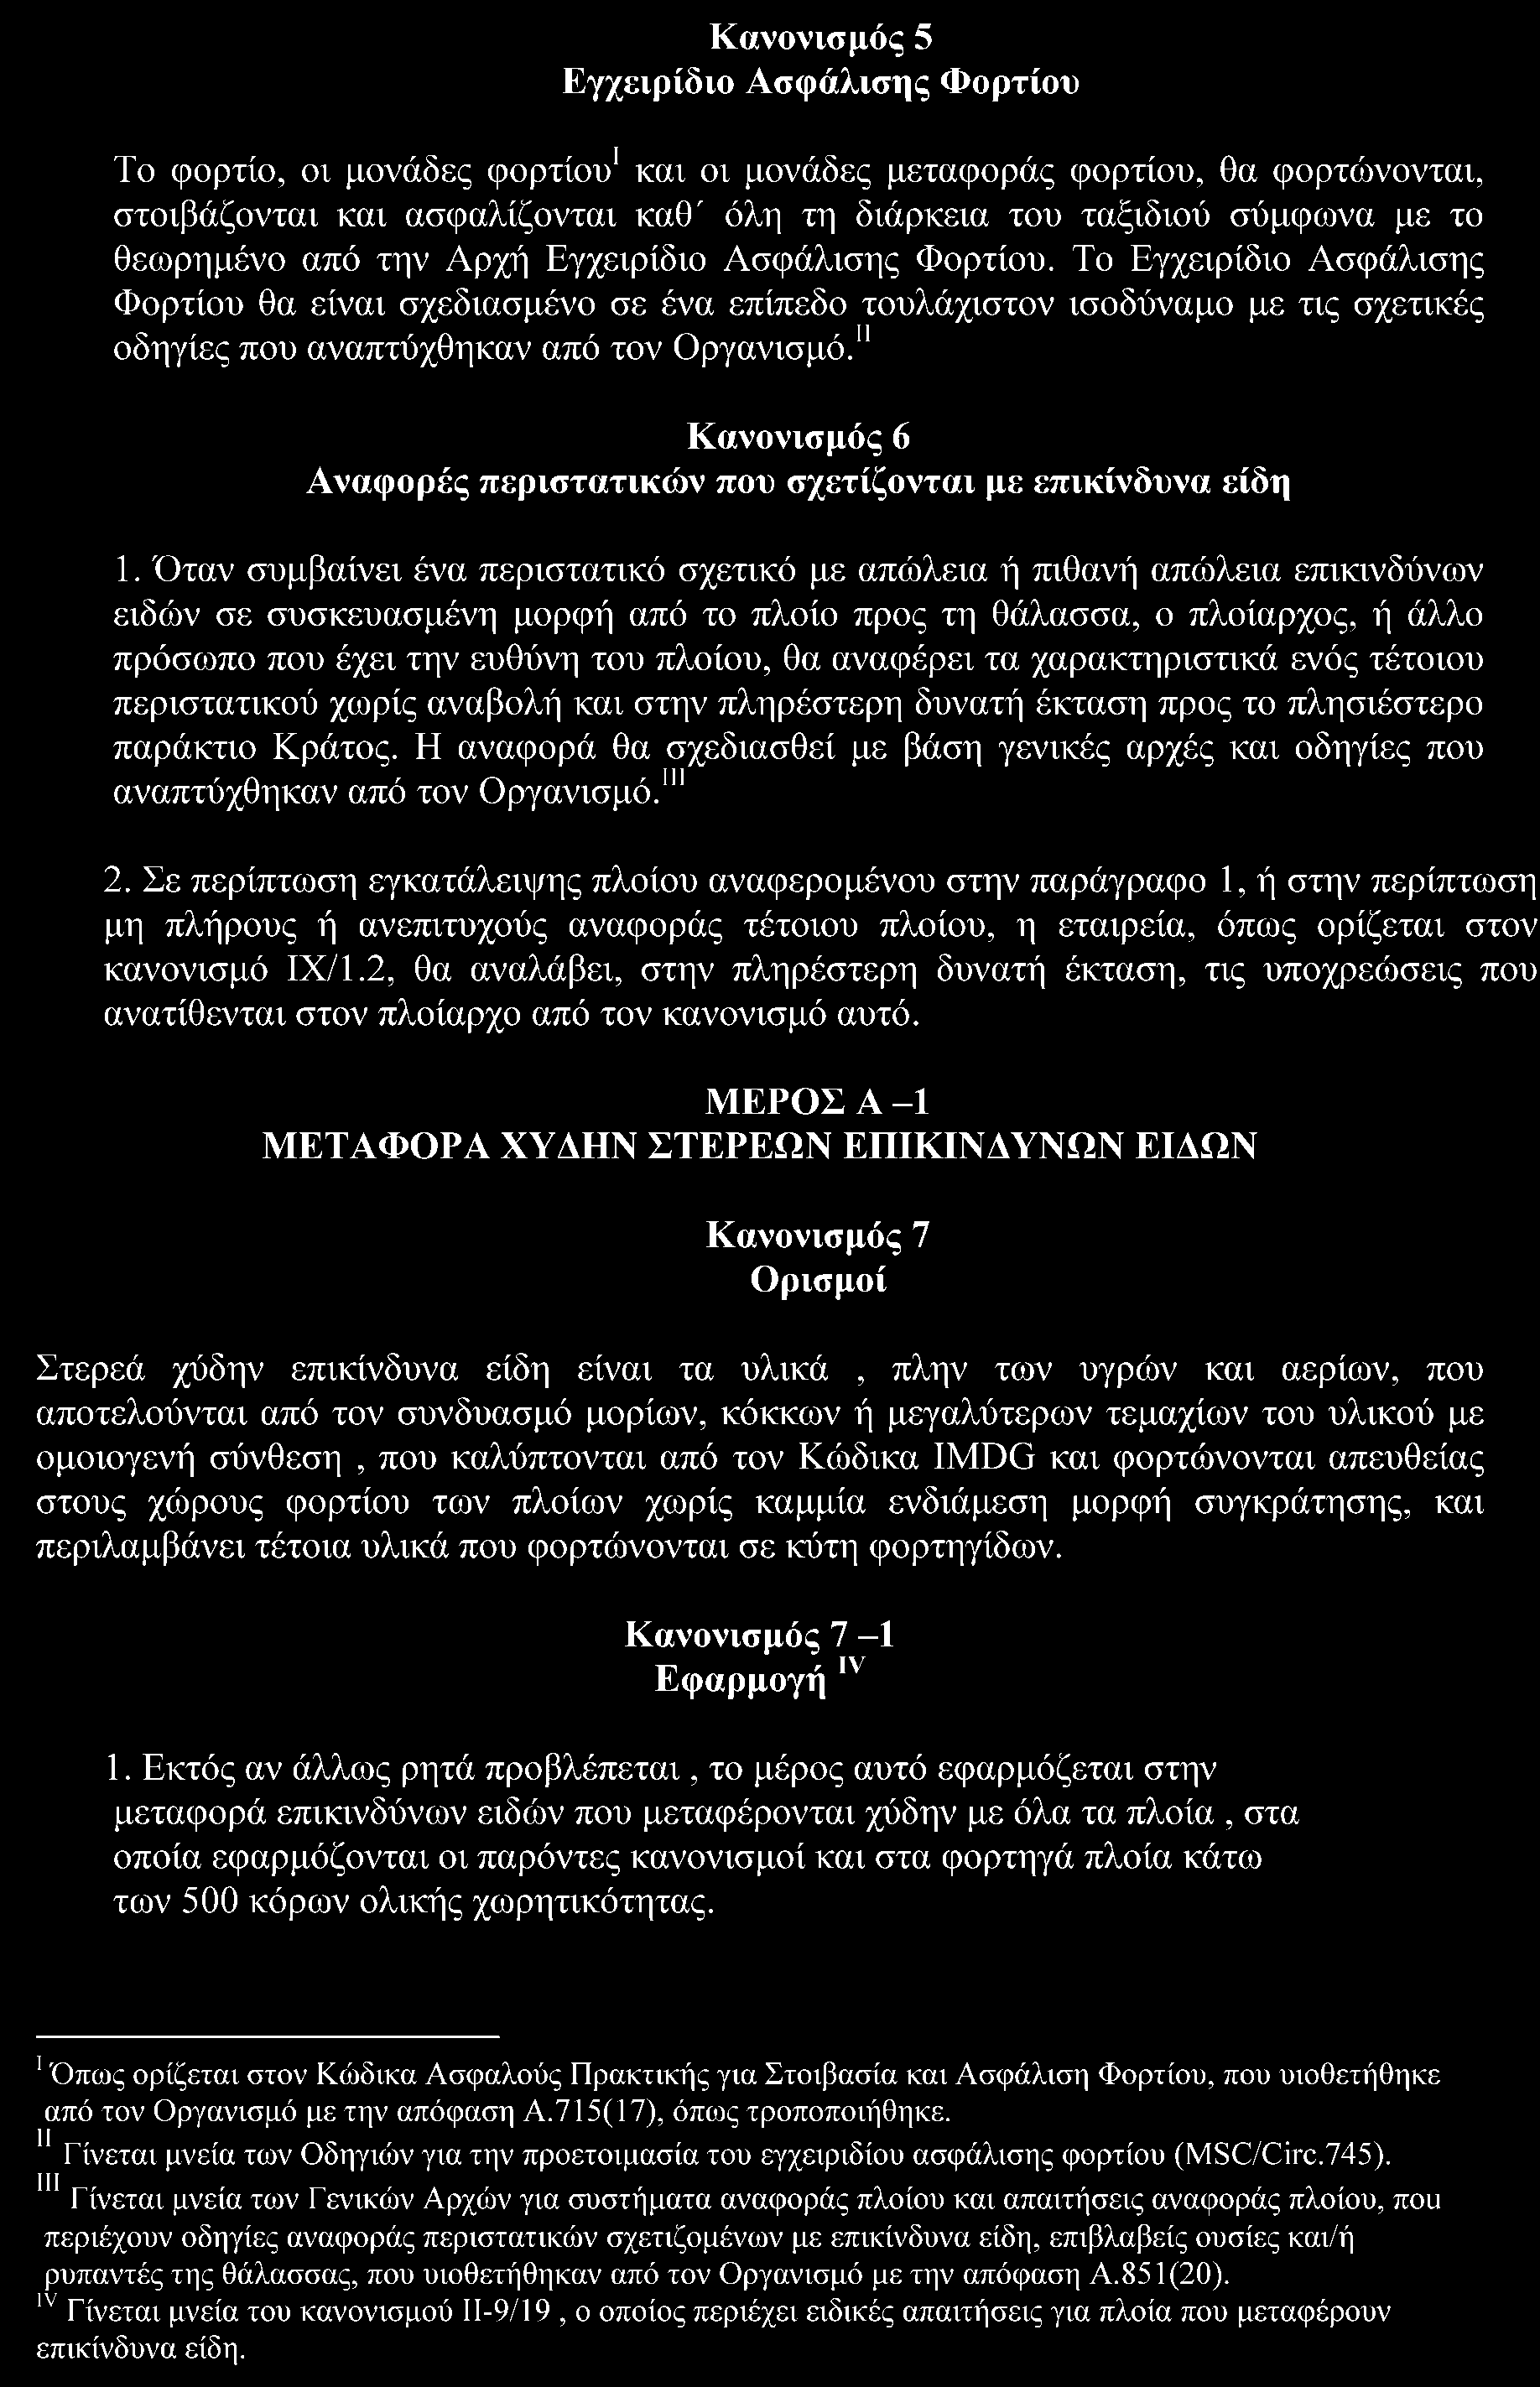 Κανονισμός 5
Εγχειρίδιο Ασφάλισης Φορτίου
Το φορτίο, οι μονάδες φορτίου I και οι μονάδες μεταφοράς φορτίου, θα φορτώνονται,
στοιβάζονται και ασφαλίζονται καθ΄ όλη τη διάρκεια του ταξιδιού σύμφωνα με το
θεωρημένο από την Αρχή Εγχειρίδιο Ασφάλισης Φορτίου. Το Εγχειρίδιο Ασφάλισης
Φορτίου θα είναι σχεδιασμένο σε ένα επίπεδο τουλάχιστον ισοδύναμο με τις σχετικές
οδηγίες που αναπτύχθηκαν από τον Οργανισμό. II
Κανονισμός 6
Αναφορές περιστατικών που σχετίζονται με επικίνδυνα είδη
1. Όταν συμβαίνει ένα περιστατικό σχετικό με απώλεια ή πιθανή απώλεια επικινδύνων
ειδών σε συσκευασμένη μορφή από το πλοίο προς τη θάλασσα, ο πλοίαρχος, ή άλλο
πρόσωπο που έχει την ευθύνη του πλοίου, θα αναφέρει τα χαρακτηριστικά ενός τέτοιου
περιστατικού χωρίς αναβολή και στην πληρέστερη δυνατή έκταση προς το πλησιέστερο
παράκτιο Κράτος. Η αναφορά θα σχεδιασθεί με βάση γενικές αρχές και οδηγίες που
αναπτύχθηκαν από τον Οργανισμό. III
2. Σε περίπτωση εγκατάλειψης πλοίου αναφερομένου στην παράγραφο 1, ή στην περίπτωση
μη πλήρους ή ανεπιτυχούς αναφοράς τέτοιου πλοίου, η εταιρεία, όπως ορίζεται στον
κανονισμό IX/1.2, θα αναλάβει, στην πληρέστερη δυνατή έκταση, τις υποχρεώσεις που
ανατίθενται στον πλοίαρχο από τον κανονισμό αυτό.
ΜΕΡΟΣ Α –1
ΜΕΤΑΦΟΡΑ ΧΥΔΗΝ ΣΤΕΡΕΩΝ ΕΠΙΚΙΝΔΥΝΩΝ ΕΙΔΩΝ
Κανονισμός 7
Ορισμοί
Στερεά χύδην επικίνδυνα είδη είναι τα υλικά , πλην των υγρών και αερίων, που
αποτελούνται από τον συνδυασμό μορίων, κόκκων ή μεγαλύτερων τεμαχίων του υλικού με
ομοιογενή σύνθεση , που καλύπτονται από τον Κώδικα IMDG και φορτώνονται απευθείας
στους χώρους φορτίου των πλοίων χωρίς καμμία ενδιάμεση μορφή συγκράτησης, και
περιλαμβάνει τέτοια υλικά που φορτώνονται σε κύτη φορτηγίδων.
Κανονισμός 7 –1
Εφαρμογή IV
1. Εκτός αν άλλως ρητά προβλέπεται , το μέρος αυτό εφαρμόζεται στην
μεταφορά επικινδύνων ειδών που μεταφέρονται χύδην με όλα τα πλοία , στα
οποία εφαρμόζονται οι παρόντες κανονισμοί και στα φορτηγά πλοία κάτω
των 500 κόρων ολικής χωρητικότητας.
I Όπως ορίζεται στον Κώδικα Ασφαλούς Πρακτικής για Στοιβασία και Ασφάλιση Φορτίου, που υιοθετήθηκε
από τον Οργανισμό με την απόφαση Α.715(17), όπως τροποποιήθηκε.
II Γίνεται μνεία των Οδηγιών για την προετοιμασία του εγχειριδίου ασφάλισης φορτίου (MSC/Circ.745).
III Γίνεται μνεία των Γενικών Αρχών για συστήματα αναφοράς πλοίου και απαιτήσεις αναφοράς πλοίου, που
περιέχουν οδηγίες αναφοράς περιστατικών σχετιζομένων με επικίνδυνα είδη, επιβλαβείς ουσίες και/ή
ρυπαντές της θάλασσας, που υιοθετήθηκαν από τον Οργανισμό με την απόφαση Α.851(20).
IV Γίνεται μνεία του κανονισμού II-9/19 , ο οποίος περιέχει ειδικές απαιτήσεις για πλοία που μεταφέρουν
επικίνδυνα είδη.